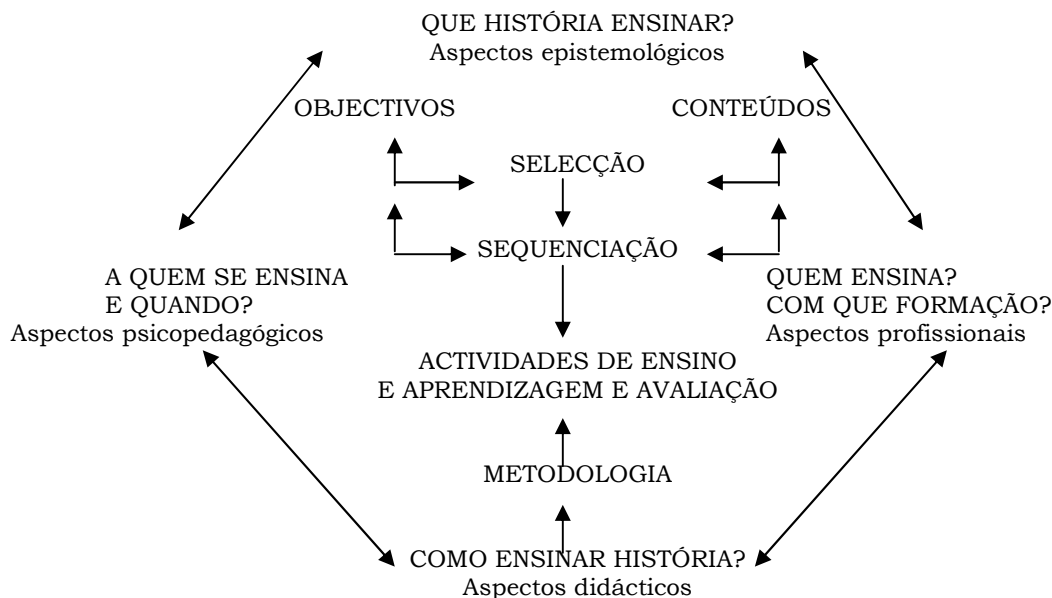 QUE HISTÓRIA ENSINAR?
Aspectos epistemológicos
OBJECTIVOS
CONTEÚDOS
SELECÇÃO
SEQUENCIAÇÃO
A QUEM SE ENSINA
E QUANDO?
Aspectos psicopedagógicos
QUEM ENSINA?
COM QUE FORMAÇÃO?
Aspectos profissionais
ACTIVIDADES DE ENSINO
E APRENDIZAGEM E AVALIAÇÃO
METODOLOGIA
COMO ENSINAR HISTÓRIA?
Aspectos didácticos